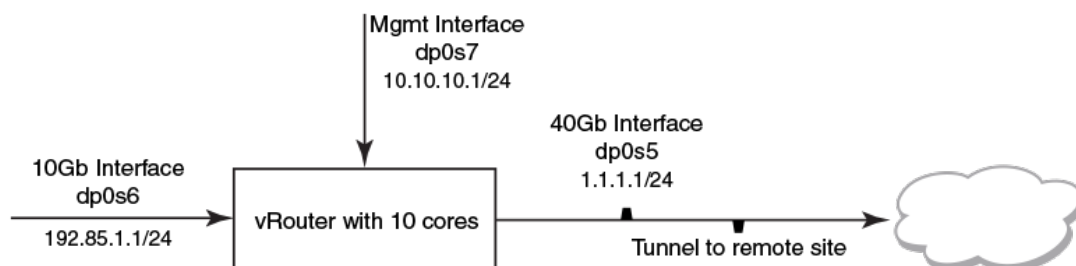 Mgmt Interface
dp0s7
10.10.10.1/24
40Gb Interface
dp0s5
1.1.1.1/24
10Gb Interface
dp0s6
192.85.1.1/24
vRouter with 10 cores
Tunnel to remote site